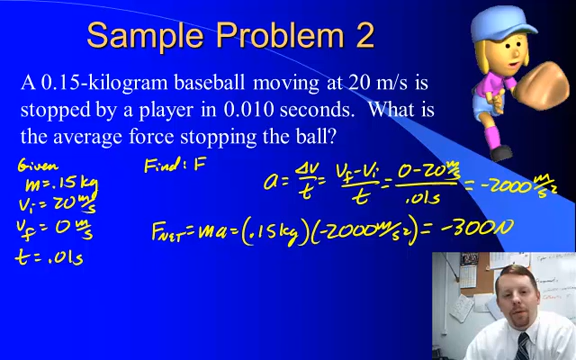 Sample Problem 2
A 0.15-kilogram baseball moving at 20 m/s is
stopped by a player in 0.010 seconds. What is
the average force stopping the ball?
Given
m=.15kg
Vi = 20 m/s
Vf = 0 m/s
t = .01s
Find: F
a = Δv/t = (Vf-Vi)/t = (0-20 m/s)/.01s = -2000 m/s²
FNET = ma = (.15kg)(-2000 m/s²) = -300N